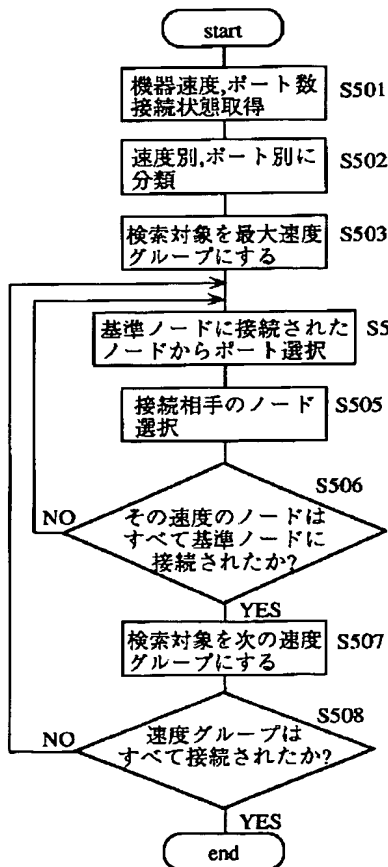 start
機器速度,ポート数
接続状態取得
S501
速度別,ポート別に
分類
S502
検索対象を最大速度
グループにする
S503
基準ノードに接続された
ノードからポート選択
S5
接続相手のノード
選択
S505
S506
NO
その速度のノードは
すべて基準ノードに
接続されたか?
YES
検索対象を次の速度
グループにする
S507
S508
NO
速度グループは
すべて接続されたか?
YES
end